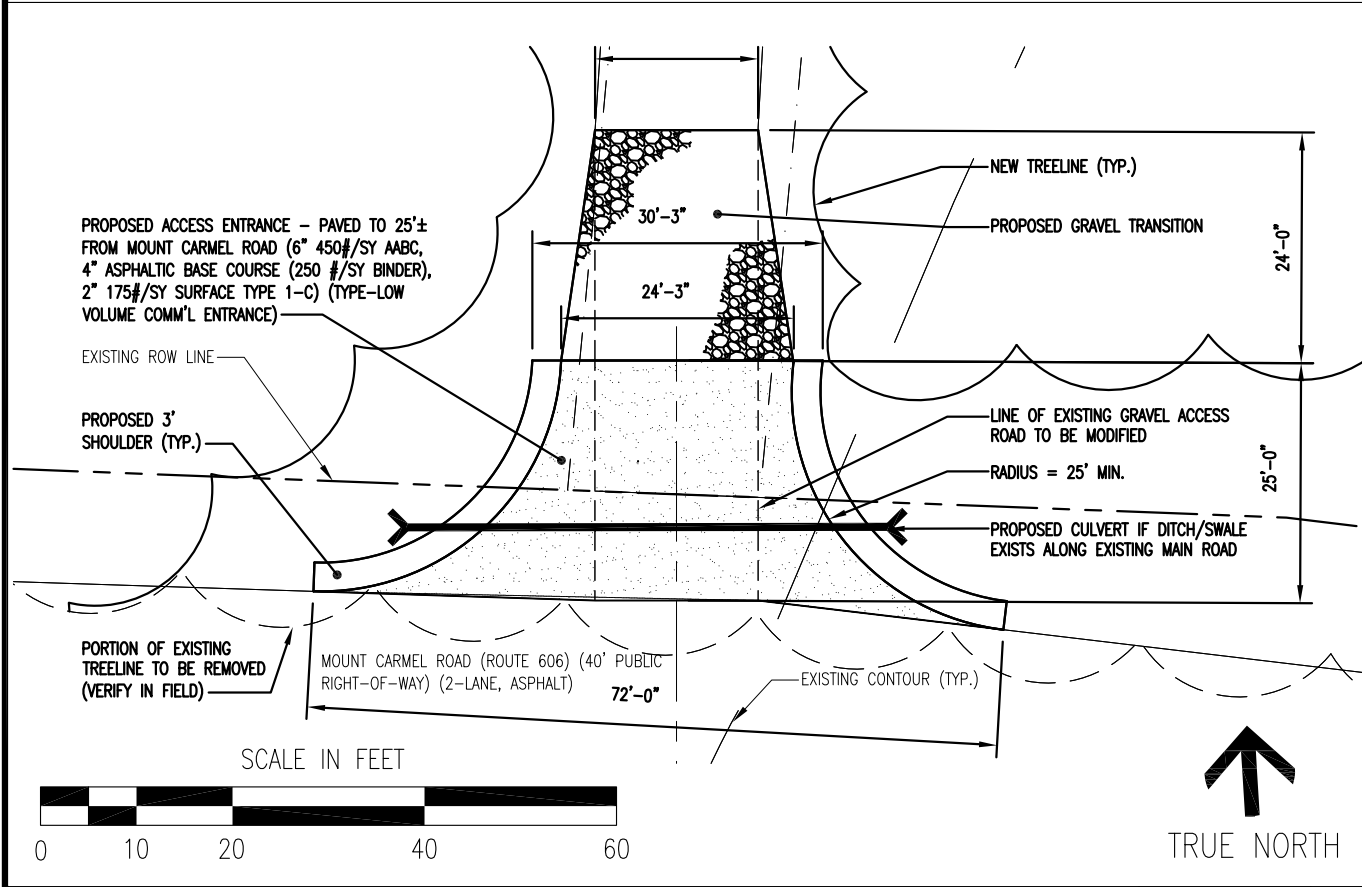 NEW TREELINE (TYP.)
PROPOSED GRAVEL TRANSITION
30'-3"
24'-0"
PROPOSED ACCESS ENTRANCE – PAVED TO 25'±
FROM MOUNT CARMEL ROAD (6" 450#/SY AABC,
4" ASPHALTIC BASE COURSE (250 #/SY BINDER),
2" 175#/SY SURFACE TYPE 1-C) (TYPE-LOW
VOLUME COMM'L ENTRANCE)
24'-3"
EXISTING ROW LINE
PROPOSED 3'
SHOULDER (TYP.)
LINE OF EXISTING GRAVEL ACCESS
ROAD TO BE MODIFIED
RADIUS = 25' MIN.
25'-0"
PROPOSED CULVERT IF DITCH/SWALE
EXISTS ALONG EXISTING MAIN ROAD
PORTION OF EXISTING
TREELINE TO BE REMOVED
(VERIFY IN FIELD)
MOUNT CARMEL ROAD (ROUTE 606) (40' PUBLIC
RIGHT-OF-WAY) (2-LANE, ASPHALT)
72'-0"
EXISTING CONTOUR (TYP.)
SCALE IN FEET
0 10 20 40 60
TRUE NORTH